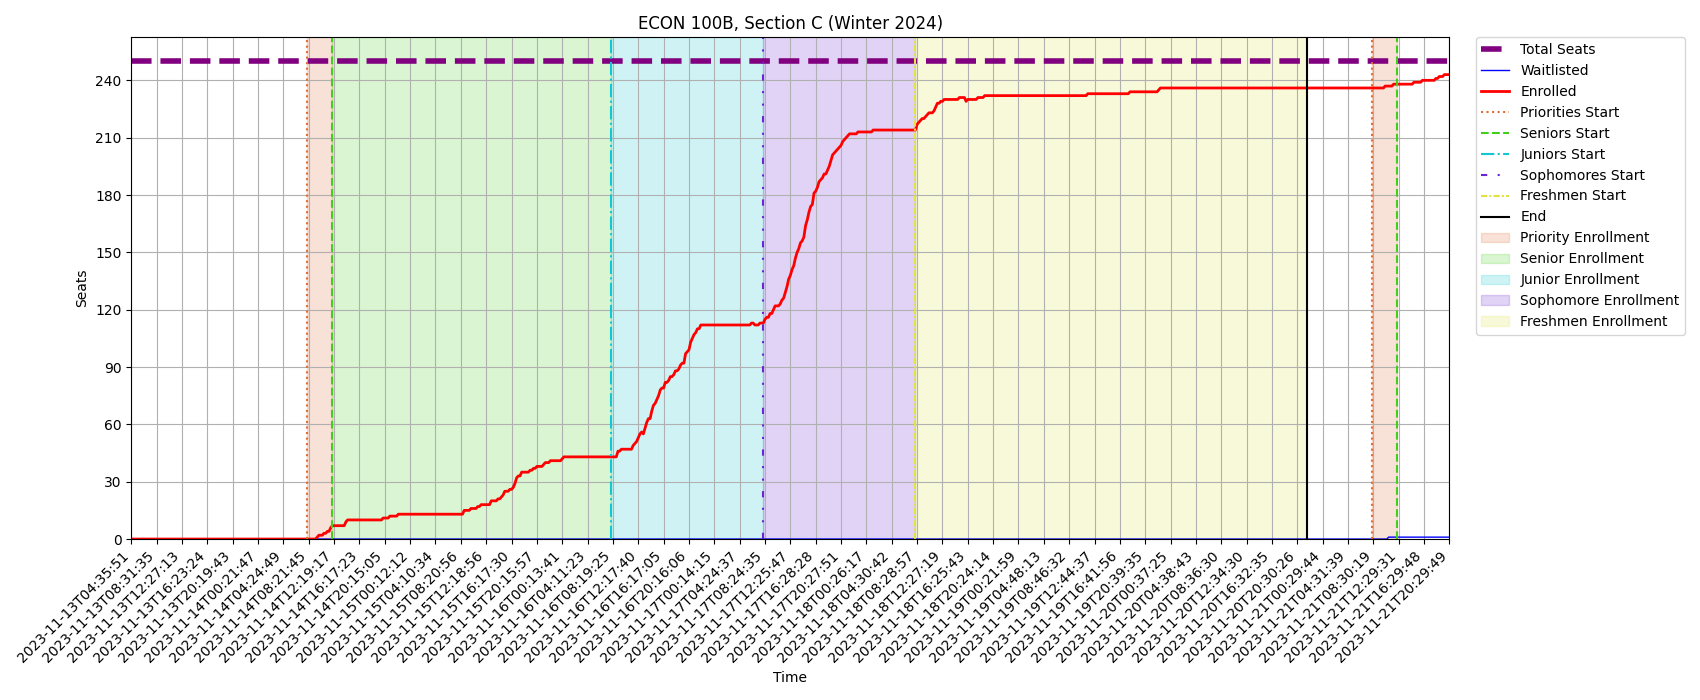 ECON 100B, Section C (Winter 2024)
Seats
240
210
180
150
120
90
60
30
0
2023-11-13T04:35:51
2023-11-13T08:31:35
2023-11-13T12:27:13
2023-11-13T16:23:24
2023-11-13T20:19:43
2023-11-14T00:21:47
2023-11-14T04:24:49
2023-11-14T08:21:45
2023-11-14T12:19:17
2023-11-14T16:17:23
2023-11-14T20:15:05
2023-11-15T00:12:12
2023-11-15T04:10:34
2023-11-15T08:20:56
2023-11-15T12:18:56
2023-11-15T16:17:30
2023-11-15T20:15:57
2023-11-16T00:13:41
2023-11-16T04:11:23
2023-11-16T08:19:25
2023-11-16T12:17:40
2023-11-16T16:17:05
2023-11-16T20:16:06
2023-11-17T00:14:15
2023-11-17T04:24:37
2023-11-17T08:24:35
2023-11-17T12:25:47
2023-11-17T16:28:28
2023-11-17T20:27:51
2023-11-18T00:26:17
2023-11-18T04:30:42
2023-11-18T08:28:57
2023-11-18T12:27:19
2023-11-18T16:25:43
2023-11-18T20:24:14
2023-11-19T00:21:59
2023-11-19T04:48:13
2023-11-19T08:46:32
2023-11-19T12:44:37
2023-11-19T16:41:56
2023-11-19T20:39:35
2023-11-20T00:37:25
2023-11-20T04:38:43
2023-11-20T08:36:30
2023-11-20T12:34:30
2023-11-20T16:32:35
2023-11-20T20:30:26
2023-11-21T00:29:44
2023-11-21T04:31:39
2023-11-21T08:30:19
2023-11-21T12:29:31
2023-11-21T16:29:48
2023-11-21T20:29:49
Time
Total Seats
Waitlisted
Enrolled
Priorities Start
Seniors Start
Juniors Start
Sophomores Start
Freshmen Start
End
Priority Enrollment
Senior Enrollment
Junior Enrollment
Sophomore Enrollment
Freshmen Enrollment